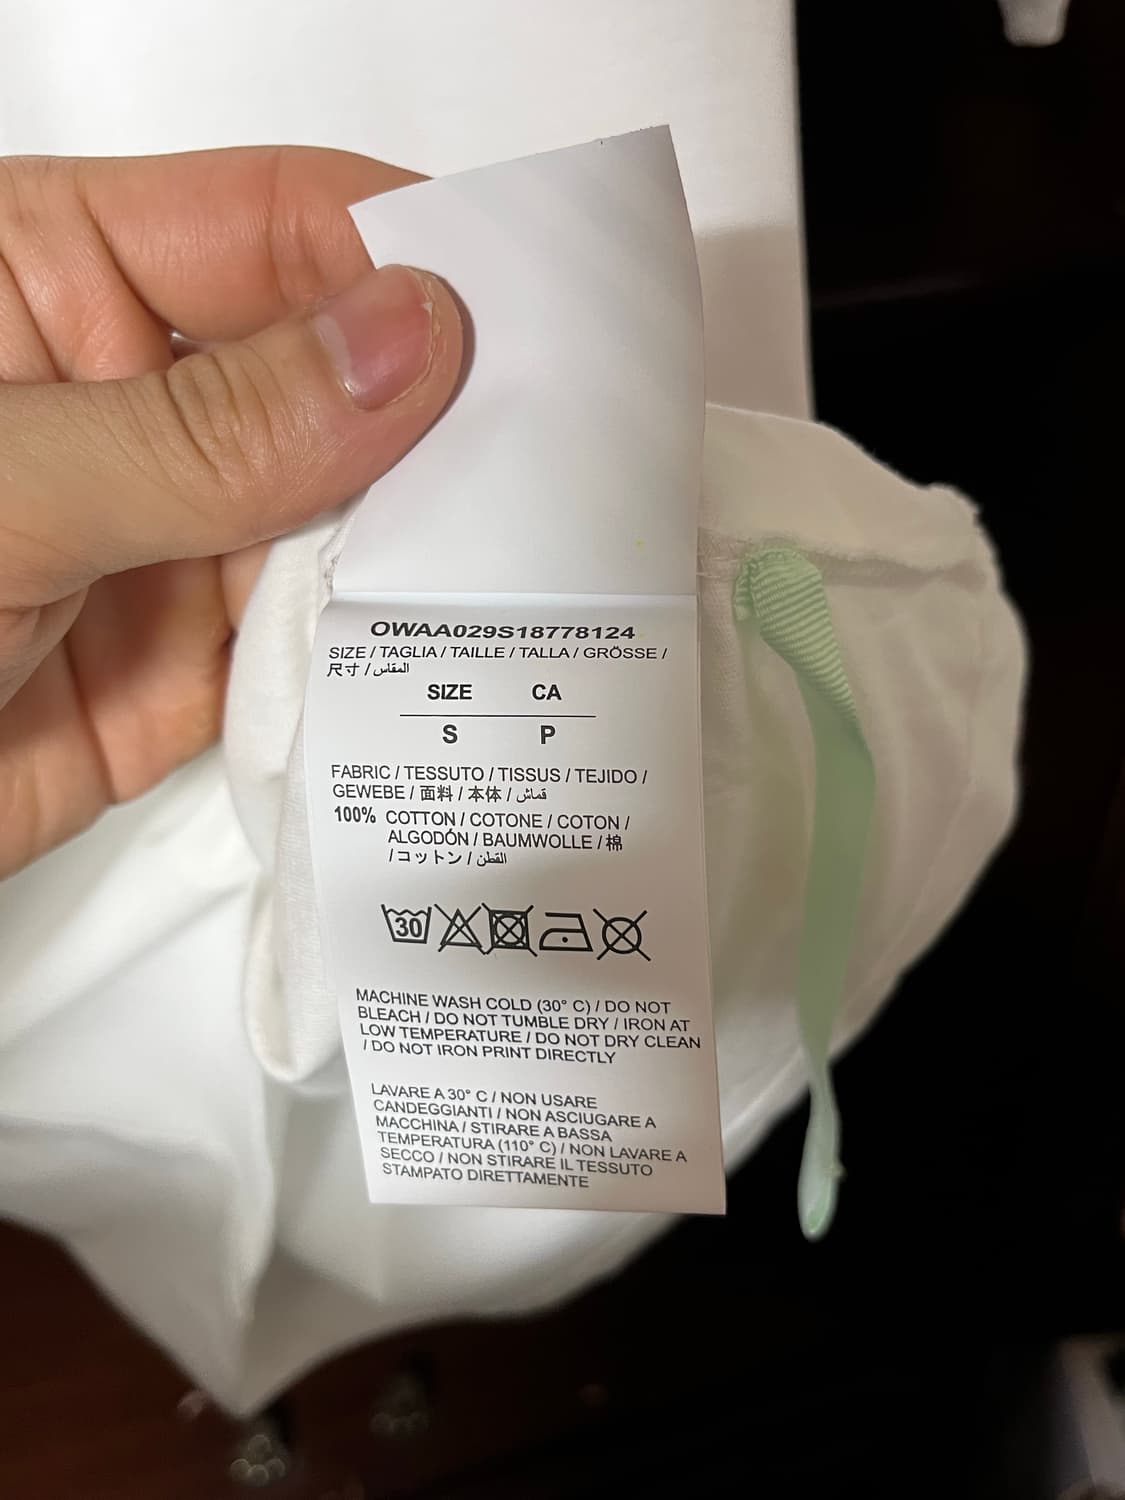 OWAA029S18778124
SIZE / TAGLIA / TAILLE / TALLA / GRÖSSE /
尺寸 / المقاس
SIZE CA
S P
FABRIC / TESSUTO / TISSUS / TEJIDO /
GEWEBE / 面料 / 本体 / قماش
100% COTTON / COTONE / COTON /
ALGODÓN / BAUMWOLLE / 棉
/ コットン / القطن
30
MACHINE WASH COLD (30° C) / DO NOT
BLEACH / DO NOT TUMBLE DRY / IRON AT
LOW TEMPERATURE / DO NOT DRY CLEAN
/ DO NOT IRON PRINT DIRECTLY
LAVARE A 30° C / NON USARE
CANDEGGIANTI / NON ASCIUGARE A
MACCHINA / STIRARE A BASSA
TEMPERATURA (110° C) / NON LAVARE A
SECCO / NON STIRARE IL TESSUTO
STAMPATO DIRETTAMENTE